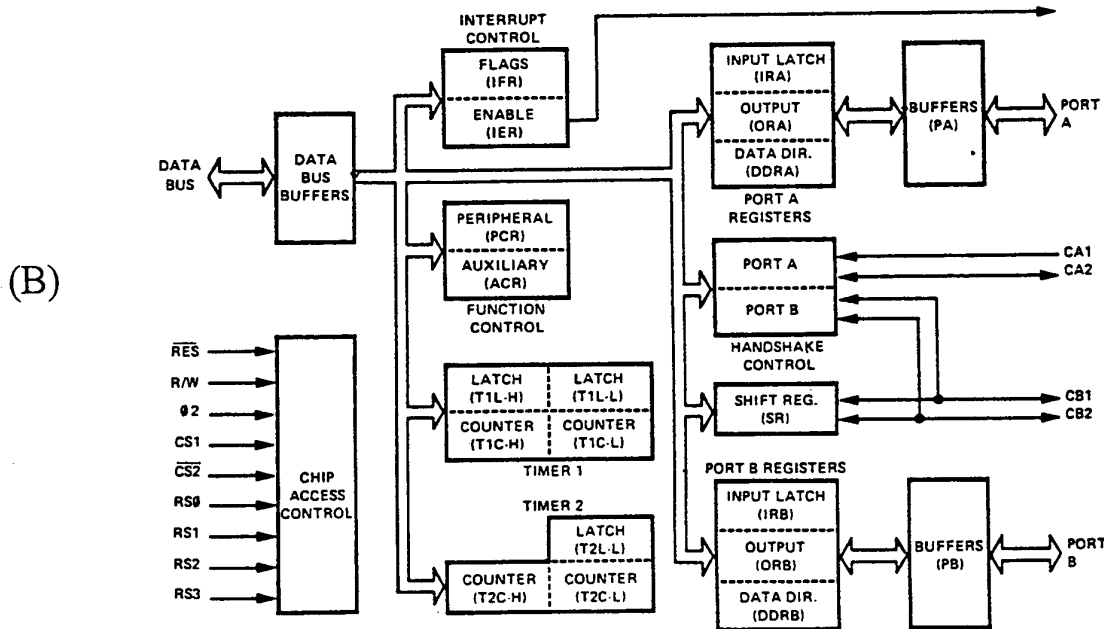 (B)
INTERRUPT
CONTROL
FLAGS
(IFR)
ENABLE
(IER)
DATA
BUS
DATA
BUS
BUFFERS
PERIPHERAL
(PCR)
AUXILIARY
(ACR)
FUNCTION
CONTROL
INPUT LATCH
(IRA)
OUTPUT
(ORA)
DATA DIR.
(DDRA)
PORT A
REGISTERS
BUFFERS
(PA)
PORT
A
PORT A
PORT B
HANDSHAKE
CONTROL
CA1
CA2
SHIFT REG.
(SR)
CB1
CB2
R̅E̅S̅
R/W
Ø2
CS1
C̅S̅2̅
RSØ
RS1
RS2
RS3
CHIP
ACCESS
CONTROL
LATCH
(T1L-H)
LATCH
(T1L-L)
COUNTER
(T1C-H)
COUNTER
(T1C-L)
TIMER 1
TIMER 2
LATCH
(T2L-L)
COUNTER
(T2C-H)
COUNTER
(T2C-L)
PORT B REGISTERS
INPUT LATCH
(IRB)
OUTPUT
(ORB)
DATA DIR.
(DDRB)
BUFFERS
(PB)
PORT
B